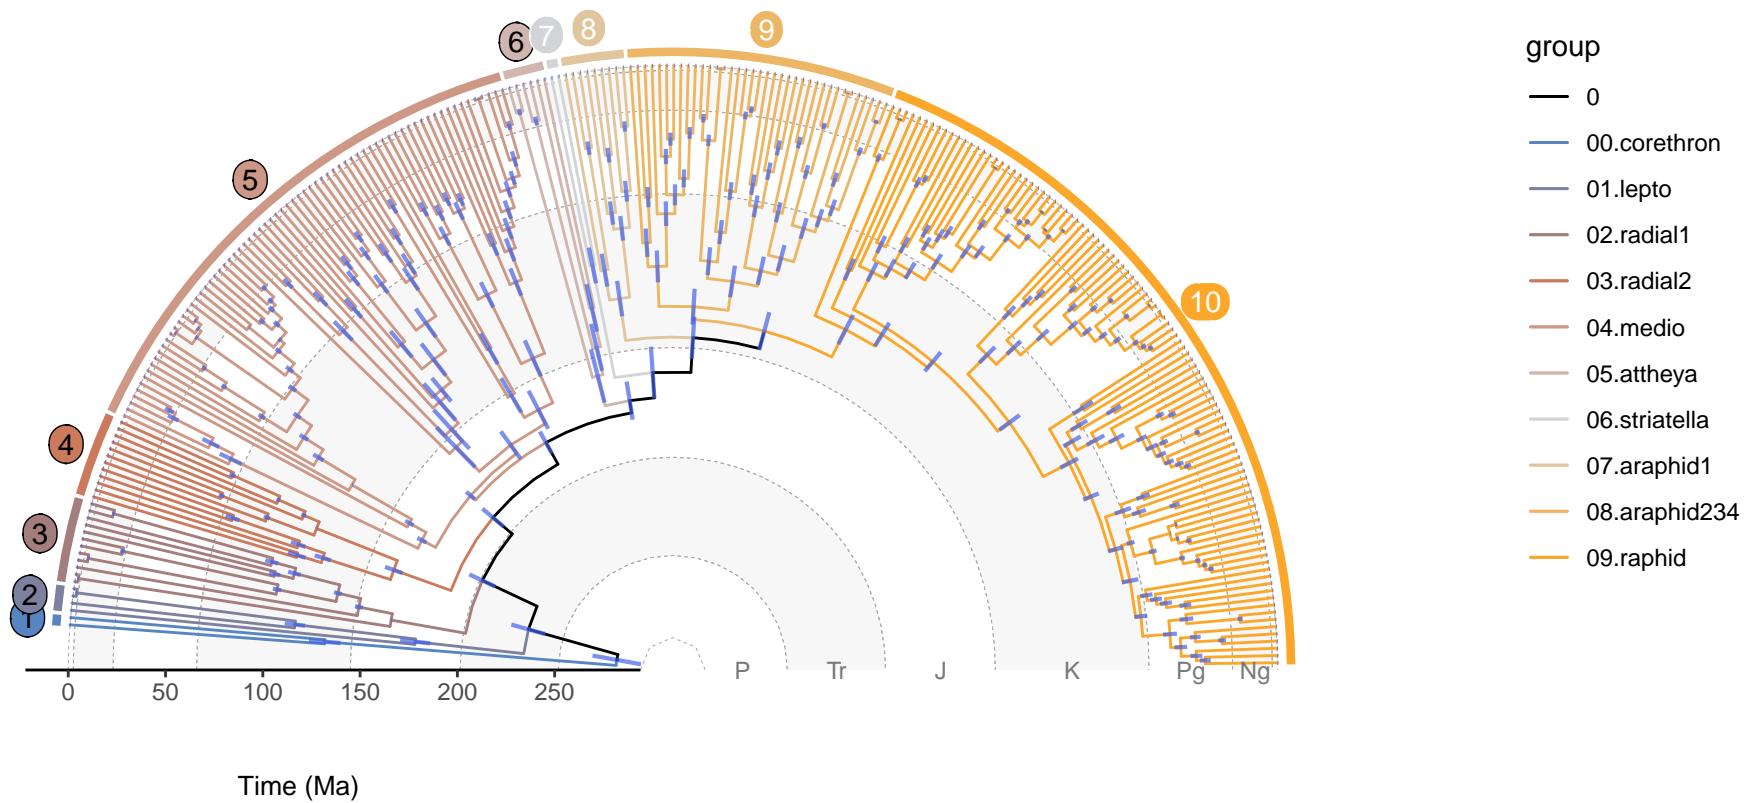 6 7 8 9
5
4
3
2
1
10
P Tr J K Pg Ng
0 50 100 150 200 250
Time (Ma)
group
0
00.corethron
01.lepto
02.radial1
03.radial2
04.medio
05.attheya
06.striatella
07.araphid1
08.araphid234
09.raphid